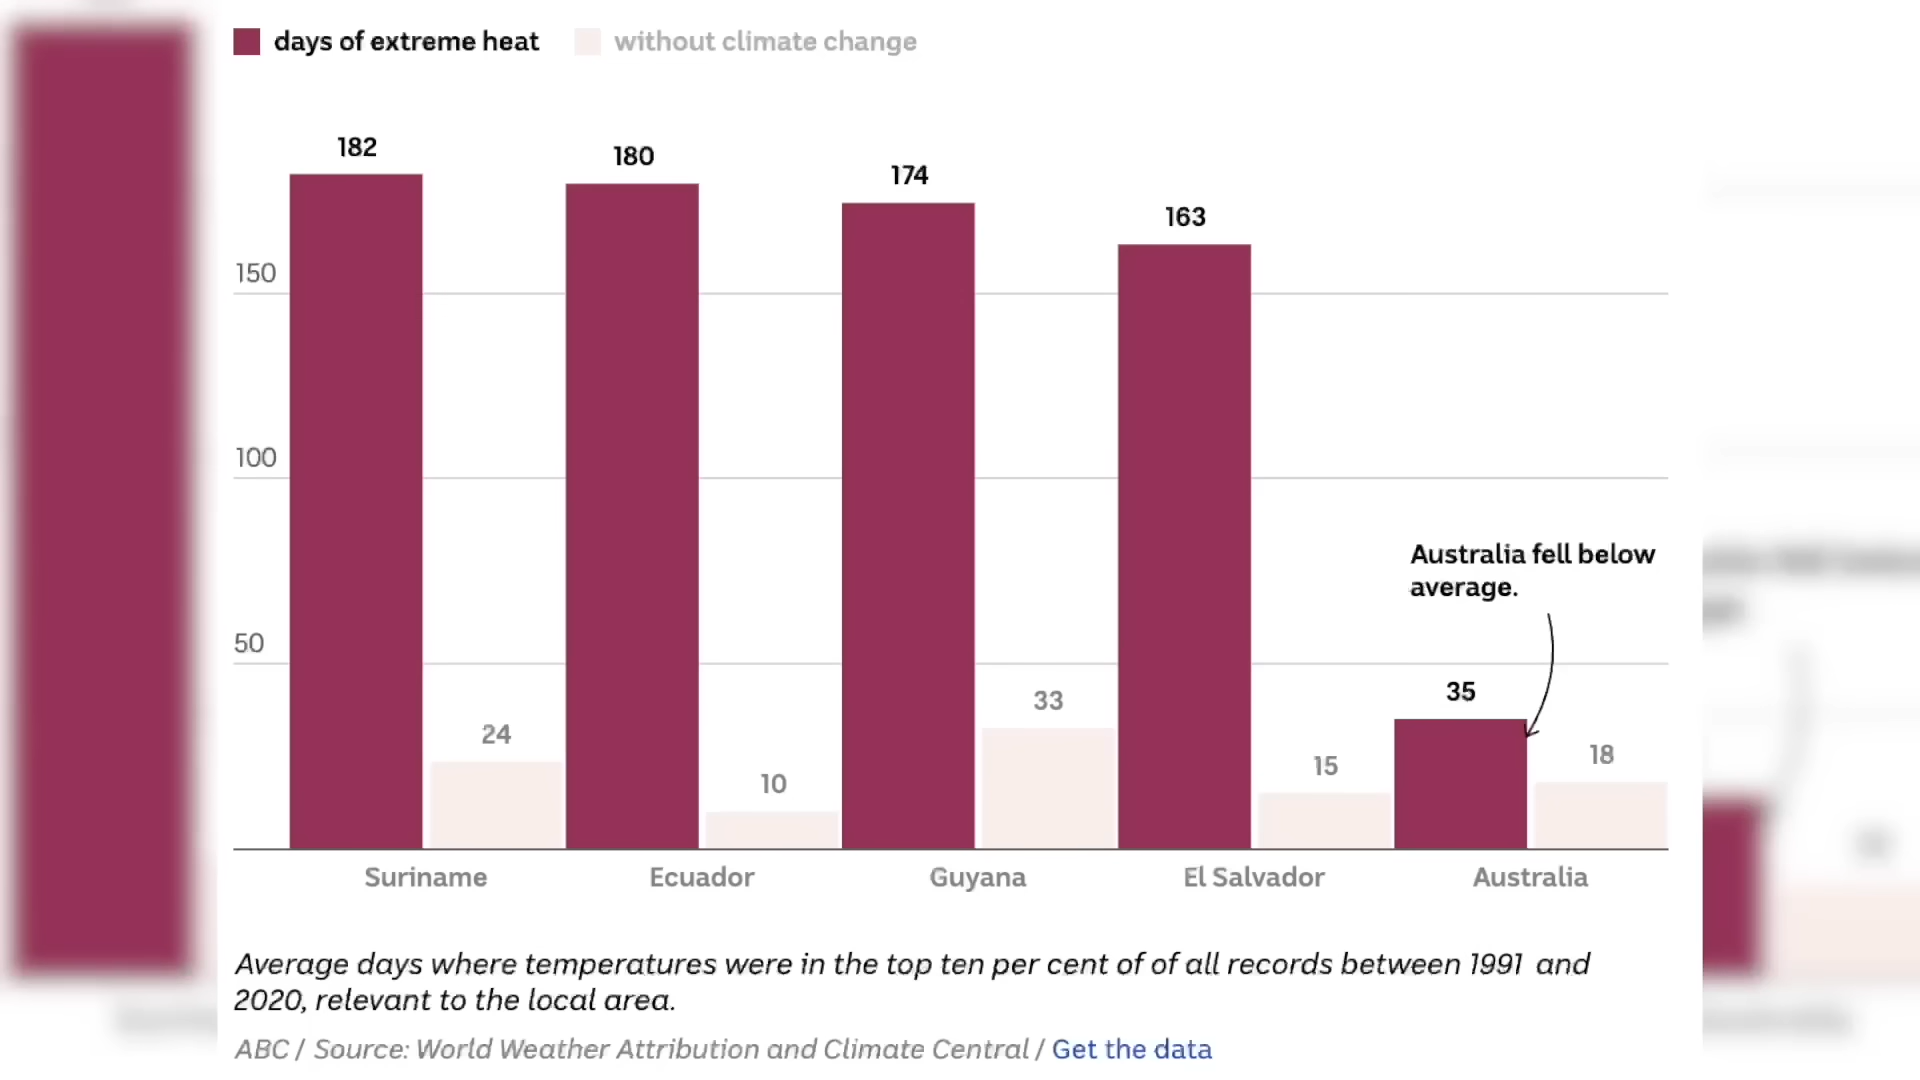 days of extreme heat without climate change
182
180
174
163
150
100
Australia fell below
average.
50
35
33
24
18
15
10
Suriname Ecuador Guyana El Salvador Australia
Average days where temperatures were in the top ten per cent of of all records between 1991 and
2020, relevant to the local area.
ABC / Source: World Weather Attribution and Climate Central / Get the data